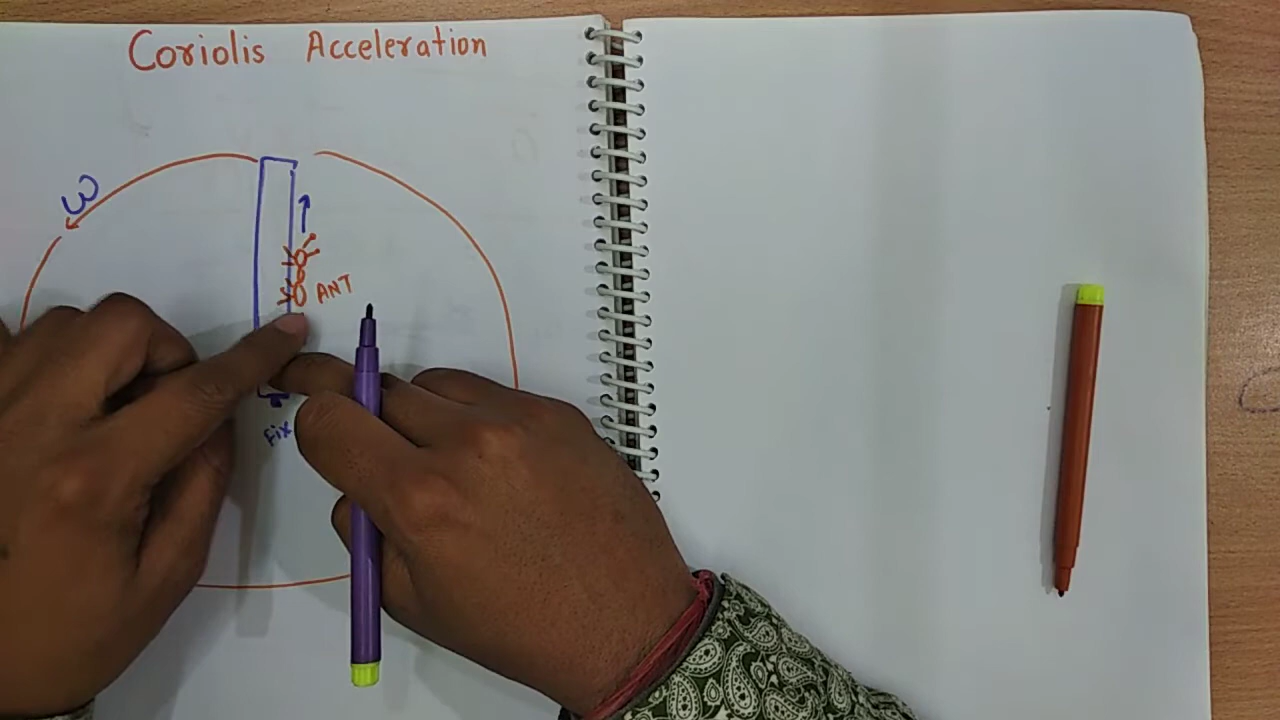 Coriolis Acceleration
ω
ANT
Fix